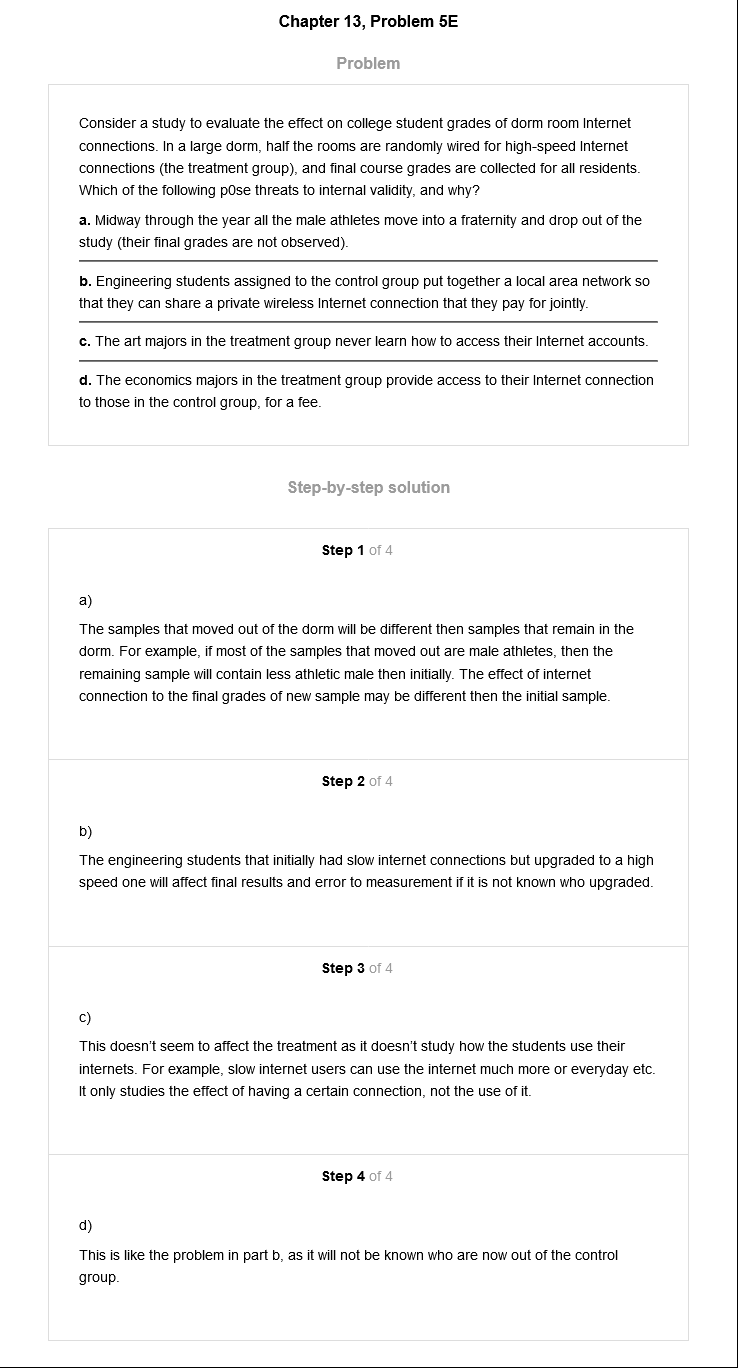 Chapter 13, Problem 5E
Problem
Consider a study to evaluate the effect on college student grades of dorm room Internet
connections. In a large dorm, half the rooms are randomly wired for high-speed Internet
connections (the treatment group), and final course grades are collected for all residents.
Which of the following p0se threats to internal validity, and why?
a. Midway through the year all the male athletes move into a fraternity and drop out of the
study (their final grades are not observed).
b. Engineering students assigned to the control group put together a local area network so
that they can share a private wireless Internet connection that they pay for jointly.
c. The art majors in the treatment group never learn how to access their Internet accounts.
d. The economics majors in the treatment group provide access to their Internet connection
to those in the control group, for a fee.
Step-by-step solution
Step 1 of 4
a)
The samples that moved out of the dorm will be different then samples that remain in the
dorm. For example, if most of the samples that moved out are male athletes, then the
remaining sample will contain less athletic male then initially. The effect of internet
connection to the final grades of new sample may be different then the initial sample.
Step 2 of 4
b)
The engineering students that initially had slow internet connections but upgraded to a high
speed one will affect final results and error to measurement if it is not known who upgraded.
Step 3 of 4
c)
This doesn't seem to affect the treatment as it doesn't study how the students use their
internets. For example, slow internet users can use the internet much more or everyday etc.
It only studies the effect of having a certain connection, not the use of it.
Step 4 of 4
d)
This is like the problem in part b, as it will not be known who are now out of the control
group.